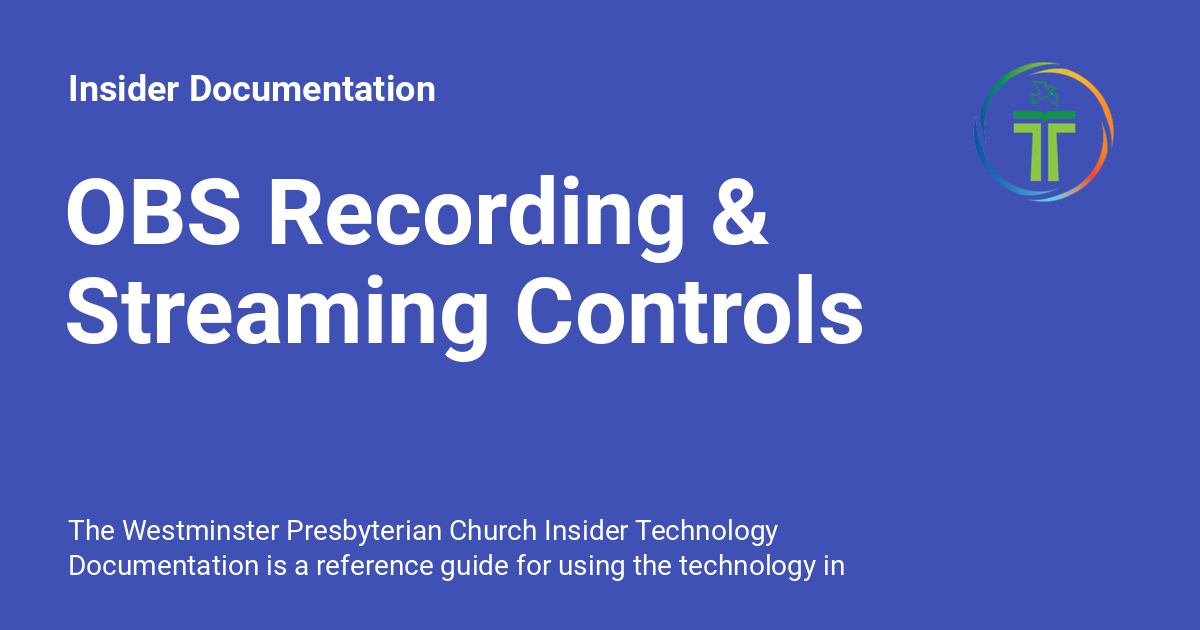 Insider Documentation
OBS Recording &
Streaming Controls
The Westminster Presbyterian Church Insider Technology
Documentation is a reference guide for using the technology in